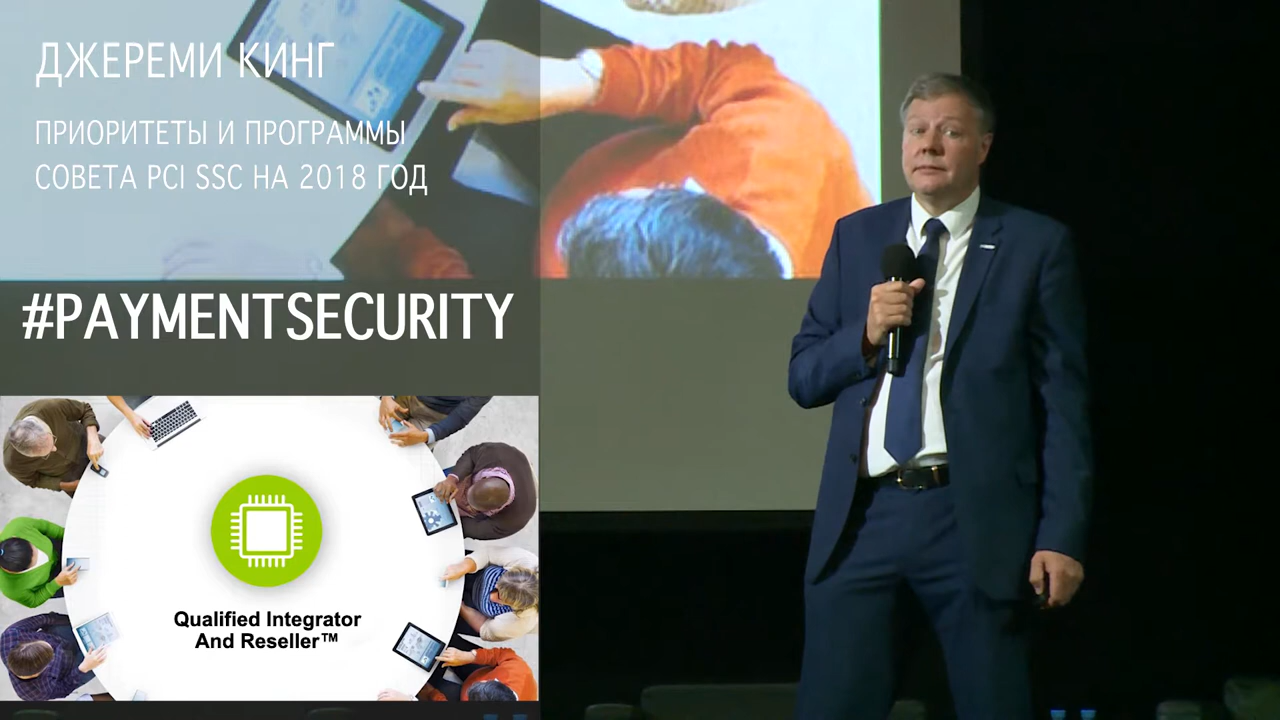 ДЖЕРЕМИ КИНГ
ПРИОРИТЕТЫ И ПРОГРАММЫ
СОВЕТА PCI SSC НА 2018 ГОД
#PAYMENTSECURITY
Qualified Integrator
And Reseller™